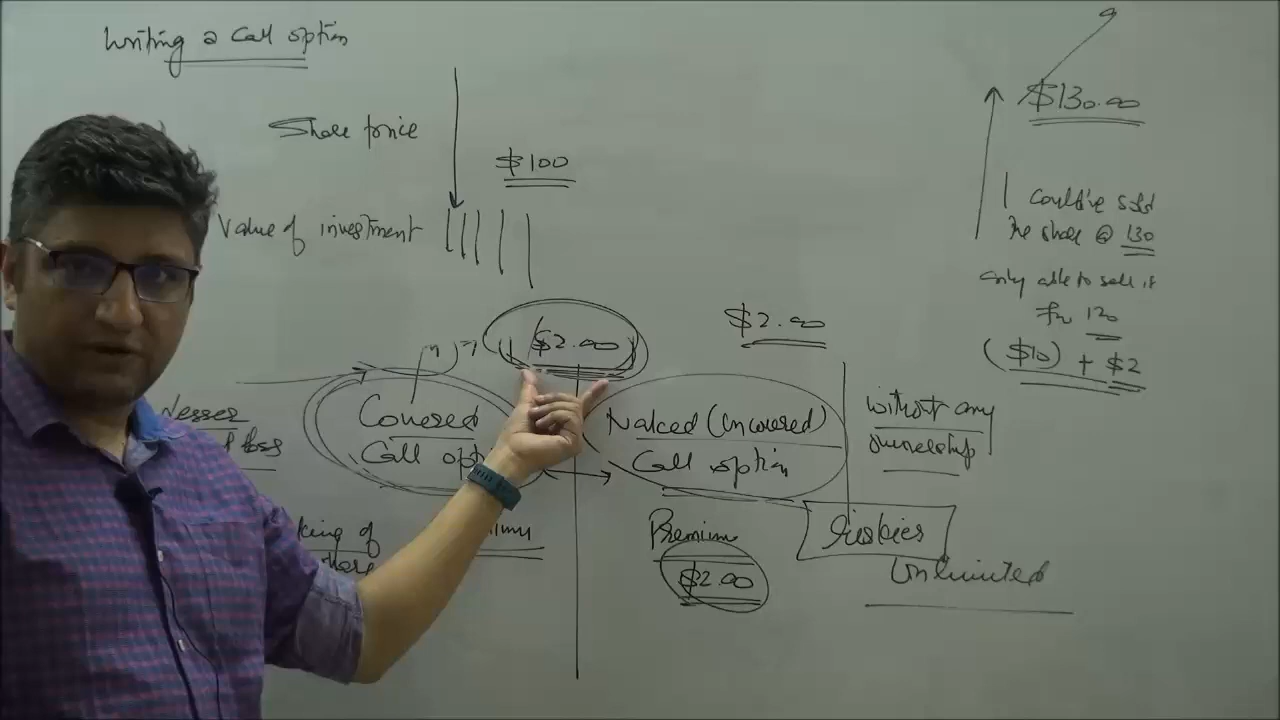 Writing a Call option
Share price
$100
Value of investment
$2.00
Covered
Call
loss
$2.00
Naked (Uncovered)
Call option
without any
ownership
Premium
$2.00
Riskier
Unlimited
$130.00
I could've sold
the share @ 130
only able to sell it
for 120
($10) + $2